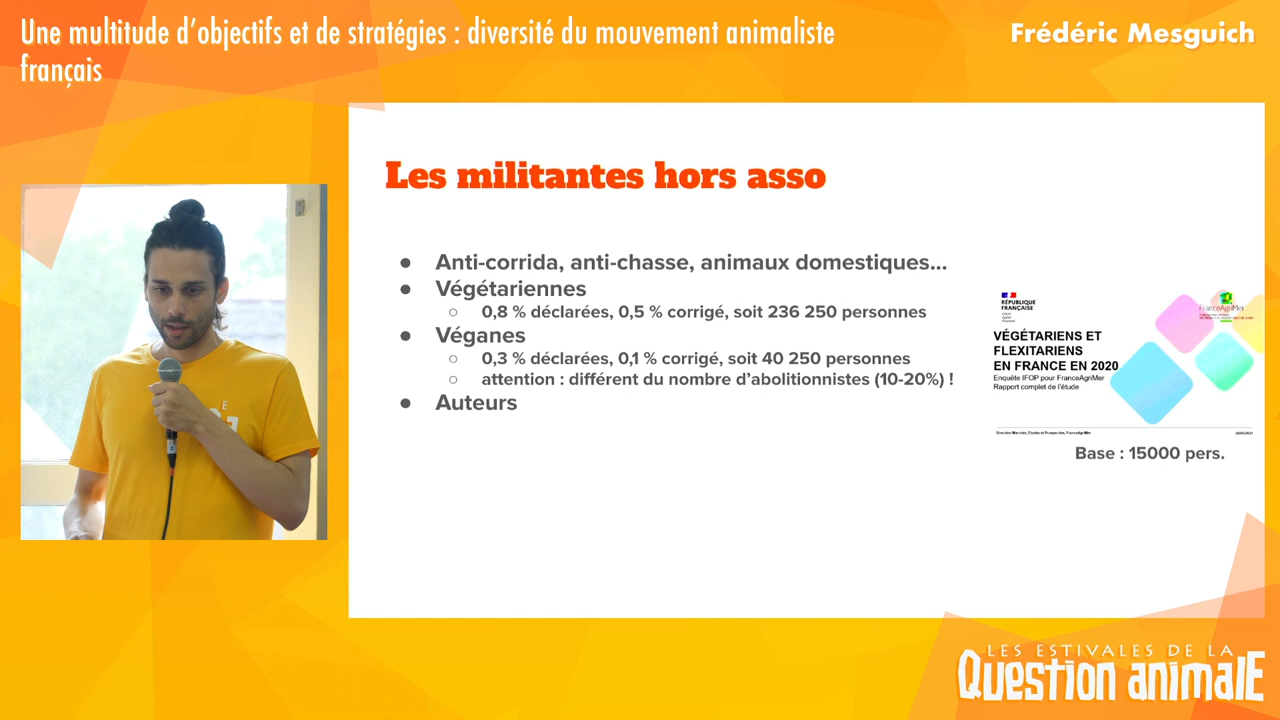 Une multitude d'objectifs et de stratégies : diversité du mouvement animaliste
français
Frédéric Mesguich
Les militantes hors asso
● Anti-corrida, anti-chasse, animaux domestiques...
● Végétariennes
○ 0,8 % déclarées, 0,5 % corrigé, soit 236 250 personnes
● Véganes
○ 0,3 % déclarées, 0,1 % corrigé, soit 40 250 personnes
○ attention : différent du nombre d'abolitionnistes (10-20%) !
● Auteurs
RÉPUBLIQUE
FRANÇAISE
FranceAgriMer
VÉGÉTARIENS ET
FLEXITARIENS
EN FRANCE EN 2020
Enquête IFOP pour FranceAgriMer
Rapport complet de l'étude
Base : 15000 pers.
LES ESTIVALES DE LA
QUESTION ANIMALE